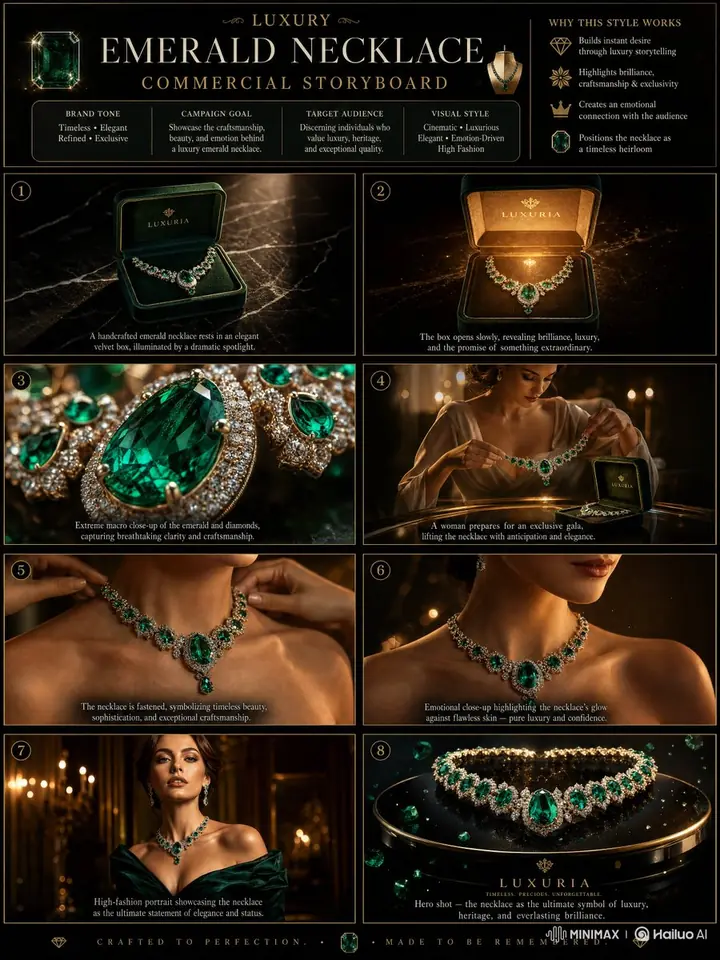 LUXURY
EMERALD NECKLACE
COMMERCIAL STORYBOARD
BRAND TONE
Timeless • Elegant
Refined • Exclusive
CAMPAIGN GOAL
Showcase the craftsmanship,
beauty, and emotion behind
a luxury emerald necklace.
TARGET AUDIENCE
Discerning individuals who
value luxury, heritage,
and exceptional quality.
VISUAL STYLE
Cinematic • Luxurious
Elegant • Emotion-Driven
High Fashion
WHY THIS STYLE WORKS
Builds instant desire
through luxury storytelling
Highlights brilliance,
craftsmanship & exclusivity
Creates an emotional
connection with the audience
Positions the necklace as
a timeless heirloom
1
LUXURIA
A handcrafted emerald necklace rests in an elegant
velvet box, illuminated by a dramatic spotlight.
2
LUXURIA
The box opens slowly, revealing brilliance, luxury,
and the promise of something extraordinary.
3
Extreme macro close-up of the emerald and diamonds,
capturing breathtaking clarity and craftsmanship.
4
LUXURIA
A woman prepares for an exclusive gala,
lifting the necklace with anticipation and elegance.
5
The necklace is fastened, symbolizing timeless beauty,
sophistication, and exceptional craftsmanship.
6
Emotional close-up highlighting the necklace's glow
against flawless skin — pure luxury and confidence.
7
High-fashion portrait showcasing the necklace
as the ultimate statement of elegance and status.
8
LUXURIA
TIMELESS. PRECIOUS. UNFORGETTABLE.
Hero shot — the necklace as the ultimate symbol of luxury,
heritage, and everlasting brilliance.
CRAFTED TO PERFECTION. • • MADE TO BE REMEMBERED.
MINIMAX | Hailuo AI